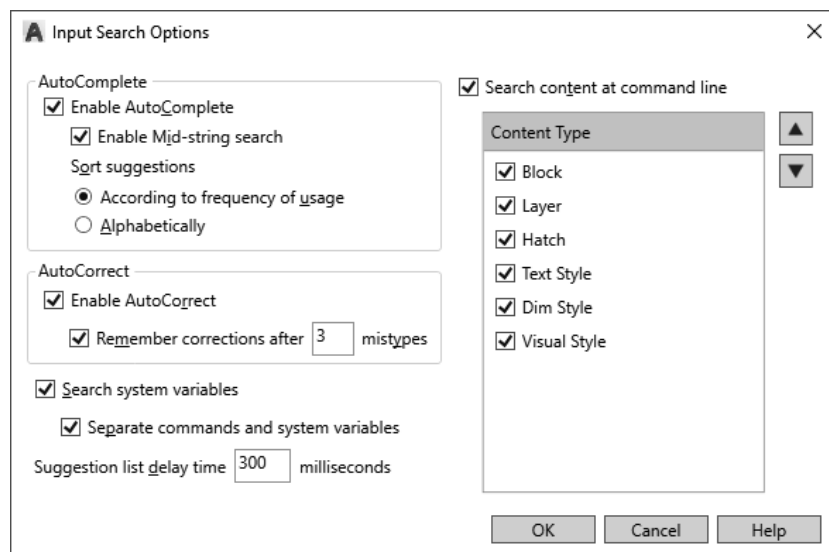 Input Search Options
AutoComplete
Enable AutoComplete
Enable Mid-string search
Sort suggestions
According to frequency of usage
Alphabetically
AutoCorrect
Enable AutoCorrect
Remember corrections after 3 mistypes
Search system variables
Separate commands and system variables
Suggestion list delay time 300 milliseconds
Search content at command line
Content Type
Block
Layer
Hatch
Text Style
Dim Style
Visual Style
OK Cancel Help